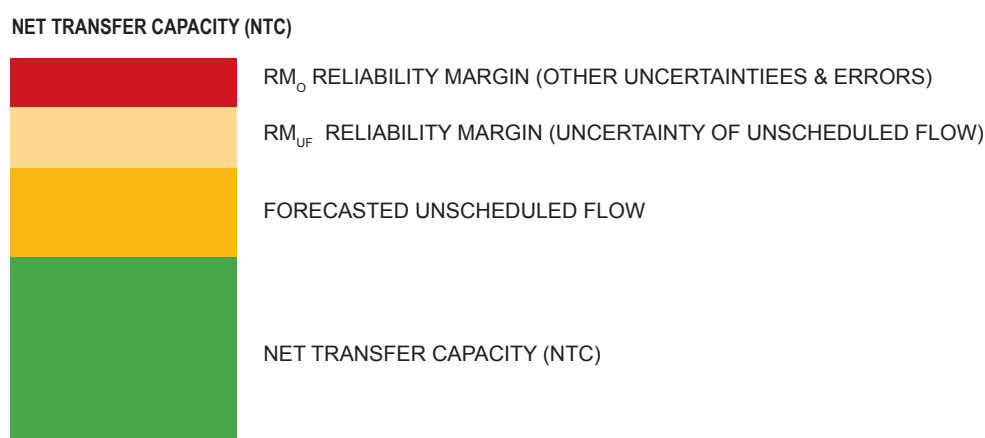 NET TRANSFER CAPACITY (NTC)
RMO RELIABILITY MARGIN (OTHER UNCERTAINTIEES & ERRORS)
RMUF RELIABILITY MARGIN (UNCERTAINTY OF UNSCHEDULED FLOW)
FORECASTED UNSCHEDULED FLOW
NET TRANSFER CAPACITY (NTC)